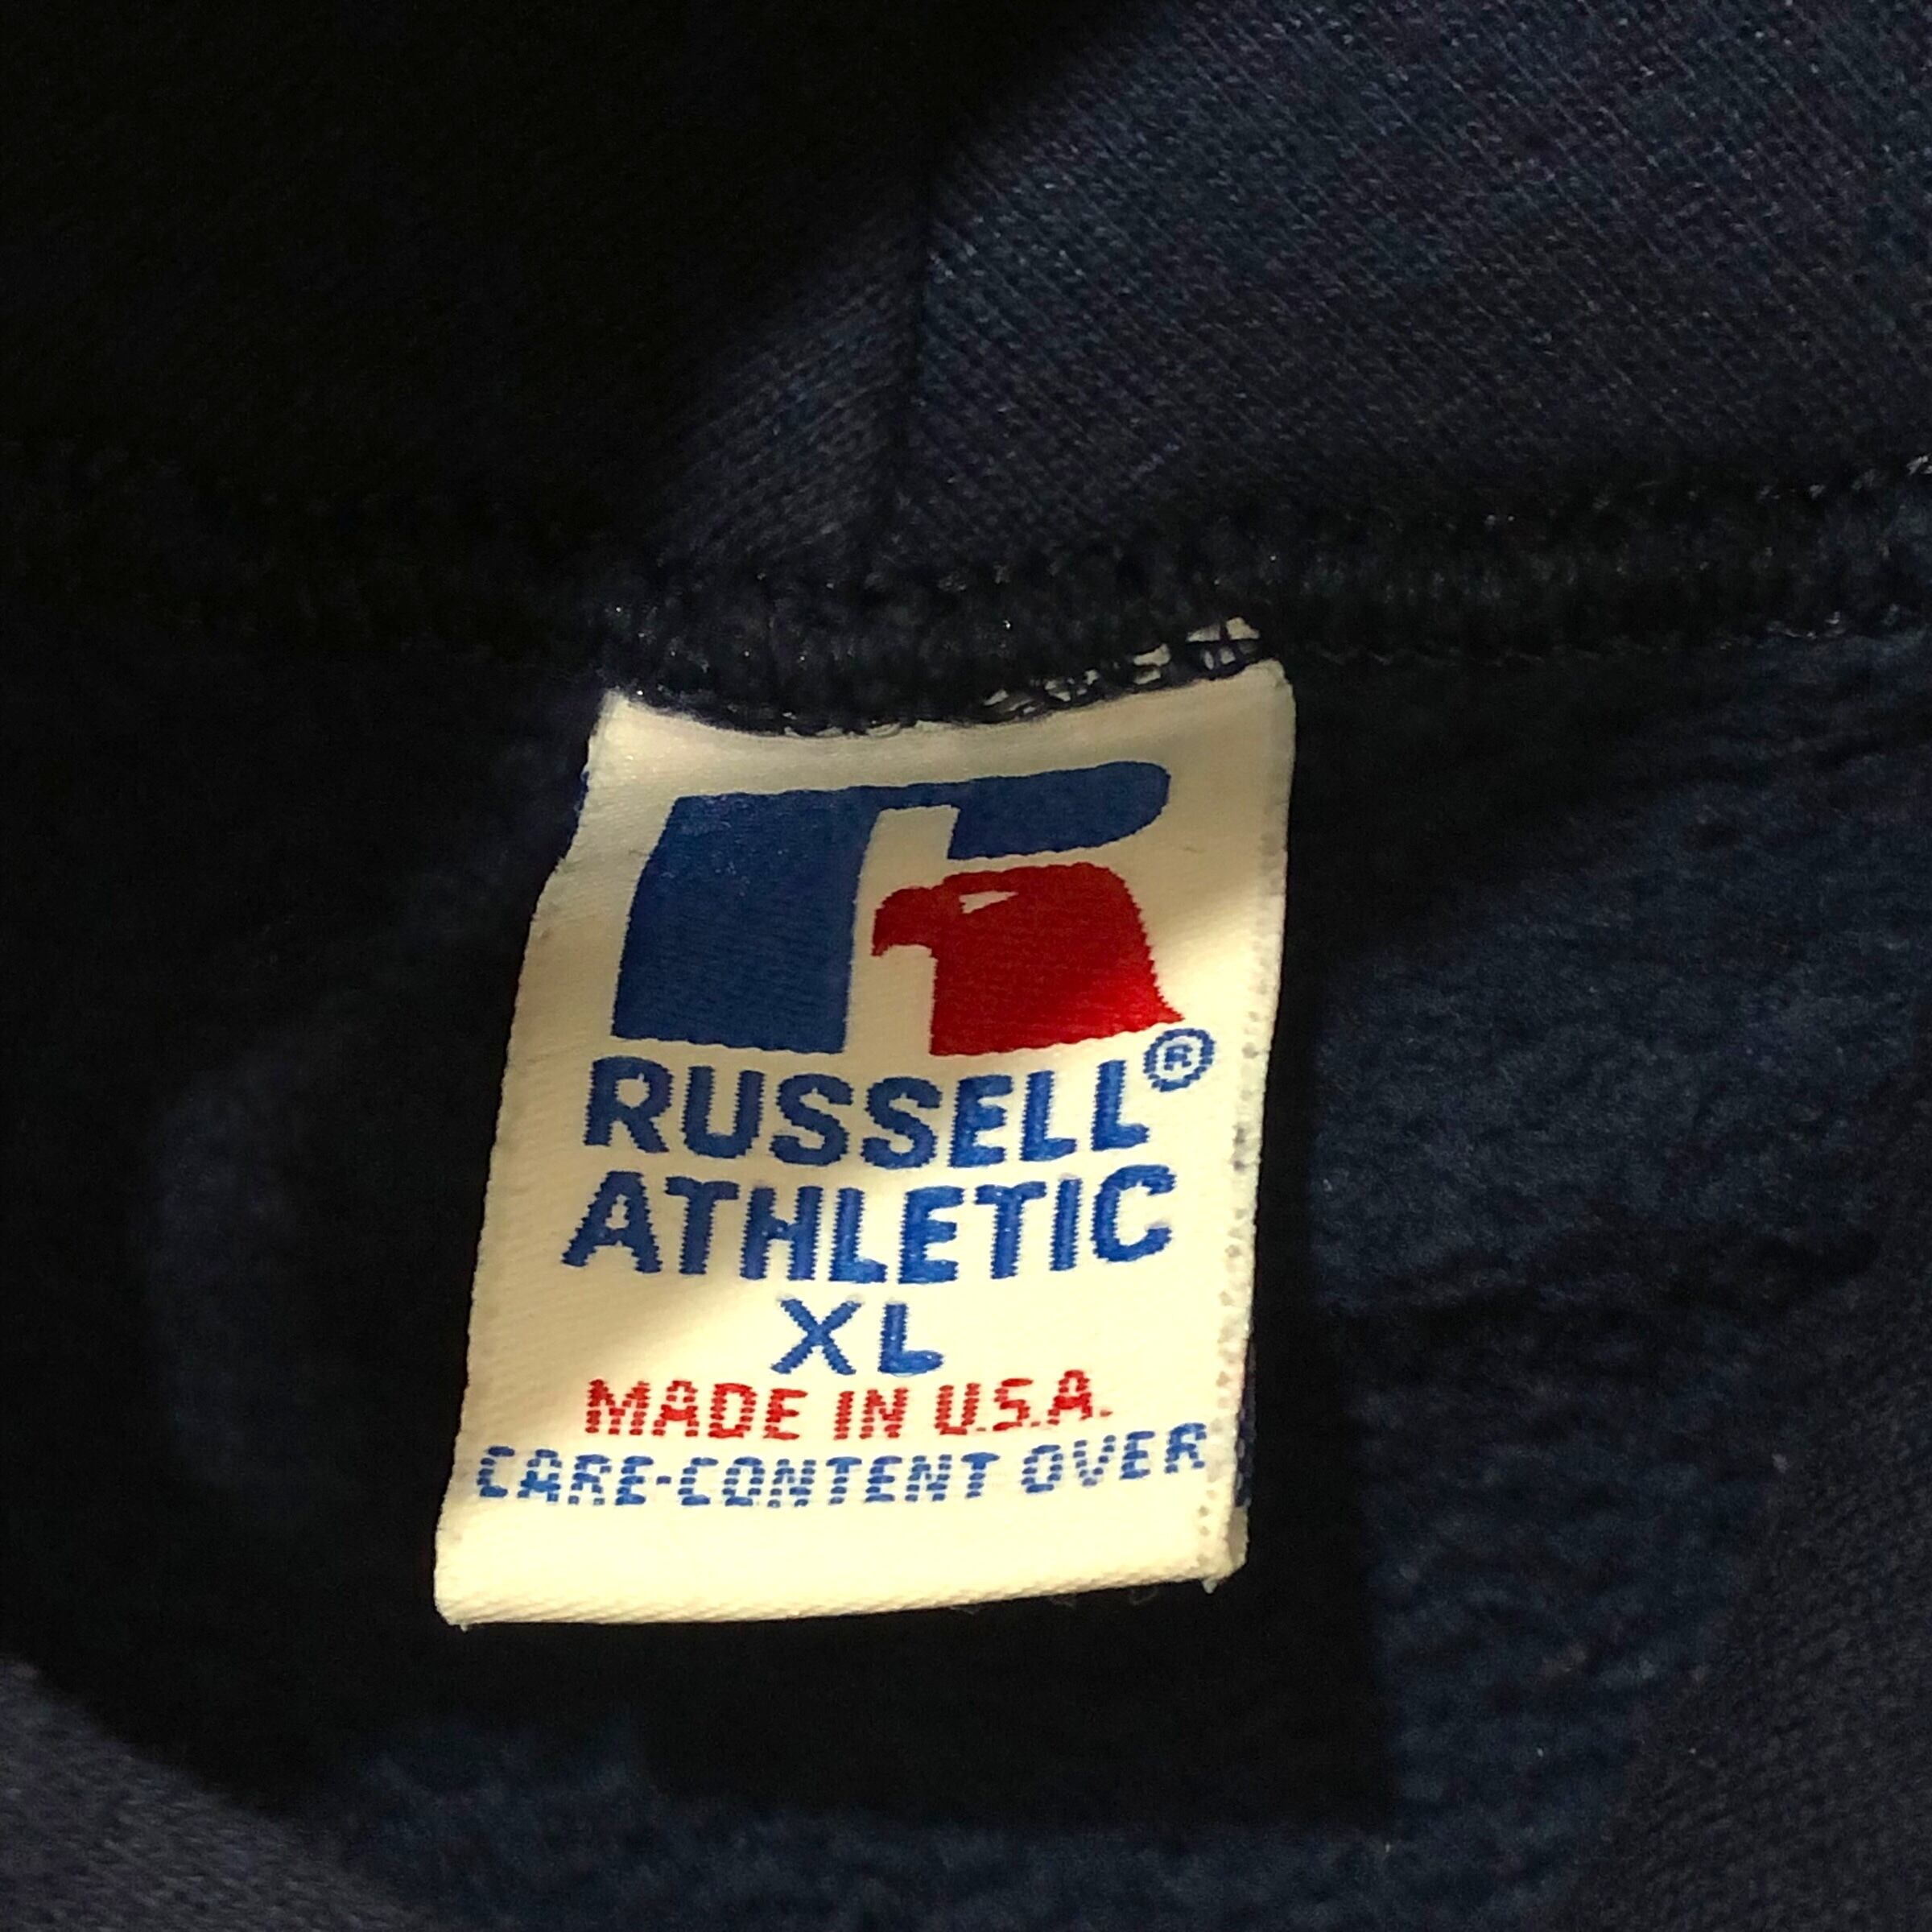 RUSSELL®
ATHLETIC
XL
MADE IN U.S.A.
CARE-CONTENT OVER